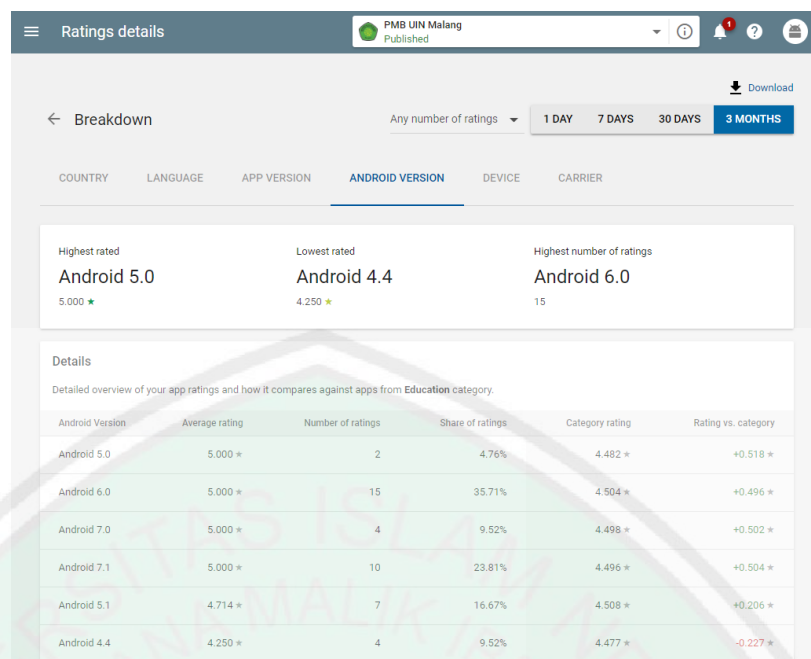 Ratings details
PMB UIN Malang
Published
1
Download
Breakdown
Any number of ratings
1 DAY 7 DAYS 30 DAYS 3 MONTHS
COUNTRY LANGUAGE APP VERSION ANDROID VERSION DEVICE CARRIER
Highest rated Lowest rated Highest number of ratings
Android 5.0 Android 4.4 Android 6.0
5.000 ★ 4.250 ★ 15
Details
Detailed overview of your app ratings and how it compares against apps from Education category.
Android Version Average rating Number of ratings Share of ratings Category rating Rating vs. category
Android 5.0 5.000 ★ 2 4.76% 4.482 ★ +0.518 ★
Android 6.0 5.000 ★ 15 35.71% 4.504 ★ +0.496 ★
Android 7.0 5.000 ★ 4 9.52% 4.498 ★ +0.502 ★
Android 7.1 5.000 ★ 10 23.81% 4.496 ★ +0.504 ★
Android 5.1 4.714 ★ 7 16.67% 4.508 ★ +0.206 ★
Android 4.4 4.250 ★ 4 9.52% 4.477 ★ -0.227 ★